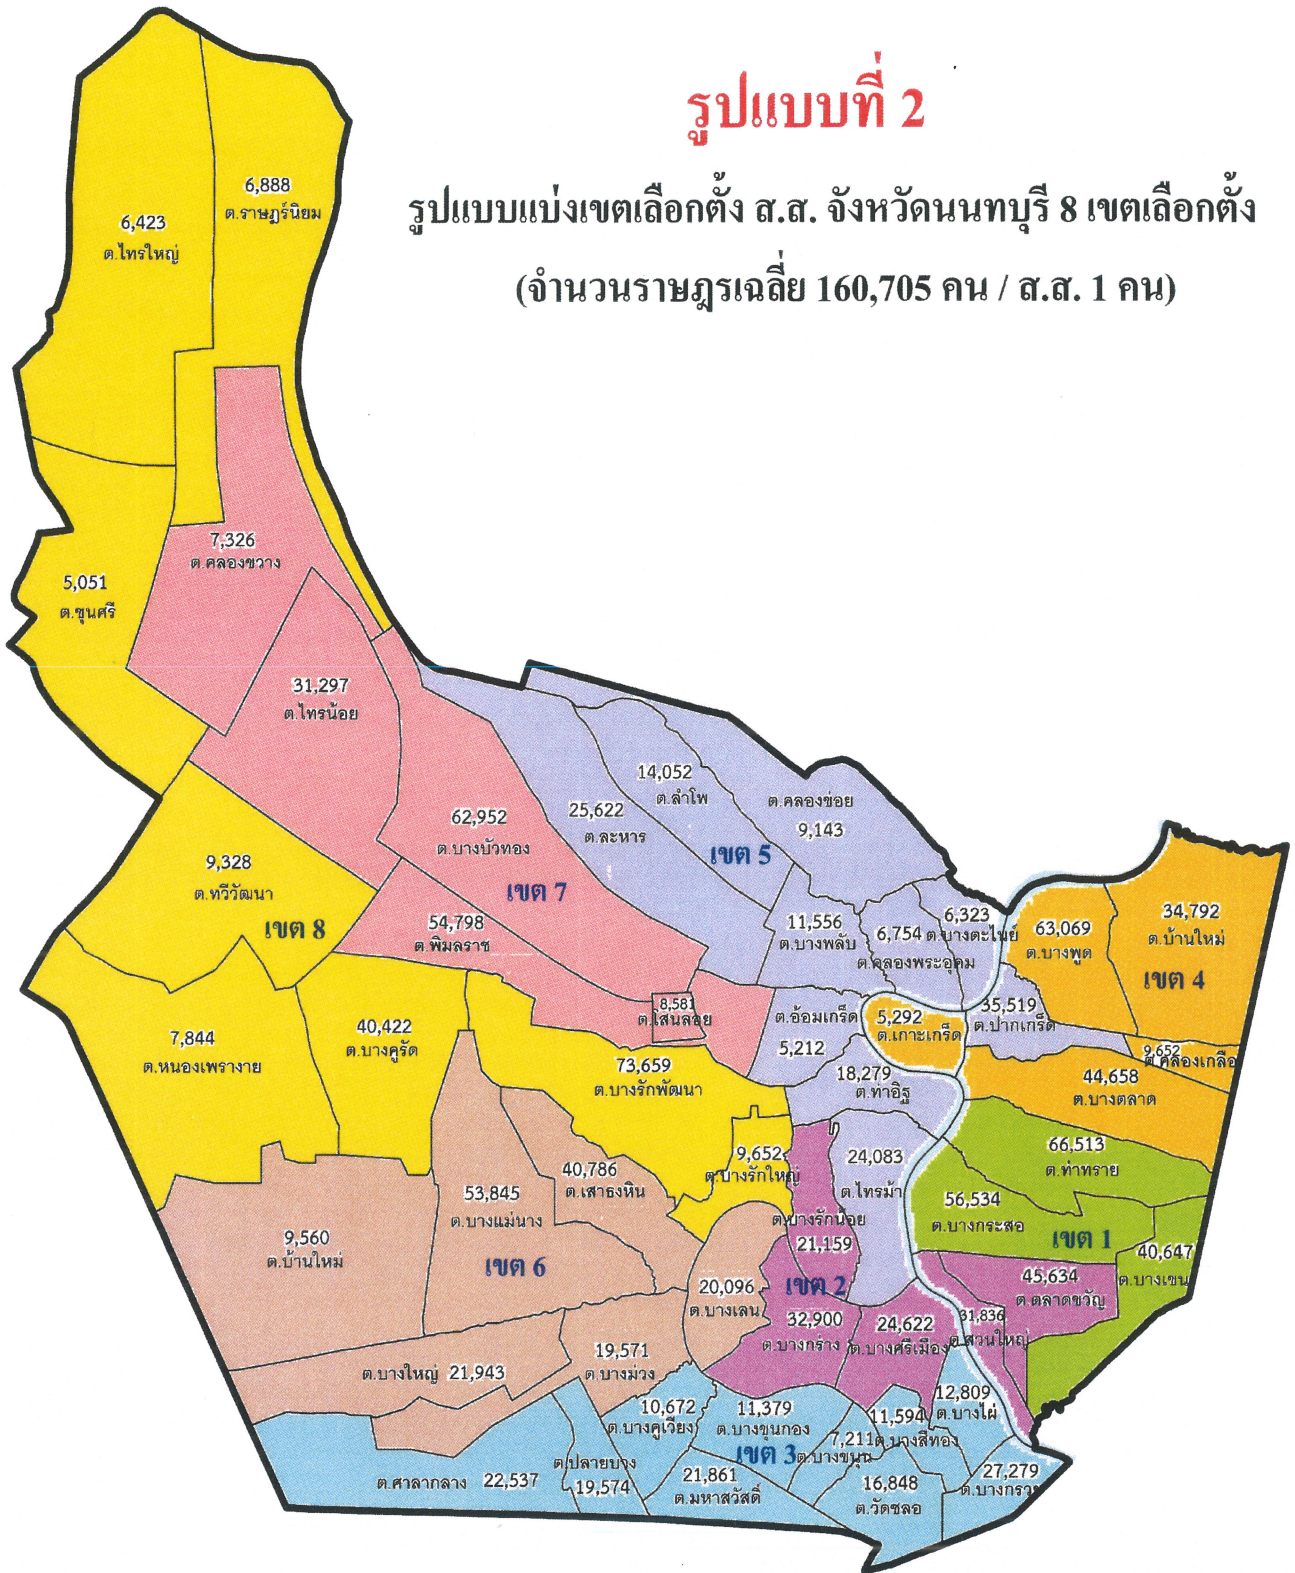 รูปแบบที่ 2
รูปแบบแบ่งเขตเลือกตั้ง ส.ส. จังหวัดนนทบุรี 8 เขตเลือกตั้ง
(จำนวนราษฎรเฉลี่ย 160,705 คน / ส.ส. 1 คน)
6,888
ต.ราษฎร์นิยม
6,423
ต.ไทรใหญ่
7,326
ต.คลองขวาง
5,051
ต.ขุนศรี
31,297
ต.ไทรน้อย
14,052
ต.ลำโพ
ต.คลองข่อย
9,143
25,622
ต.ละหาร
เขต 5
62,952
ต.บางบัวทอง
เขต 7
9,328
ต.ทวีวัฒนา
เขต 8
54,798
ต.พิมลราช
11,556
ต.บางพลับ
6,754
ต.คลองพระอุดม
6,323
ต.บางตะไนย์
63,069
ต.บางพูด
34,792
ต.บ้านใหม่
เขต 4
8,581
ต.โสนลอย
ต.อ้อมเกร็ด
5,212
5,292
ต.เกาะเกร็ด
35,519
ต.ปากเกร็ด
9,652
ต.คลองเกลือ
7,844
ต.หนองเพรางาย
40,422
ต.บางคูรัด
73,659
ต.บางรักพัฒนา
18,279
ต.ท่าอิฐ
44,658
ต.บางตลาด
66,513
ต.ท่าทราย
9,652
ต.บางรักใหญ่
24,083
ต.ไทรม้า
40,786
ต.เสาธงหิน
53,845
ต.บางแม่นาง
56,534
ต.บางกระสอ
เขต 1
ต.บางรักน้อย
21,159
9,560
ต.บ้านใหม่
เขต 6
40,647
ต.บางเขน
20,096
ต.บางเลน
เขต 2
45,634
ต.ตลาดขวัญ
32,900
ต.บางกร่าง
24,622
ต.บางศรีเมือง
31,836
ต.สวนใหญ่
19,571
ต.บางม่วง
ต.บางใหญ่ 21,943
10,672
ต.บางคูเวียง
11,379
ต.บางขุนกอง
เขต 3
7,211
ต.บางขนุน
11,594
ต.บางสีทอง
12,809
ต.บางไผ่
ต.ศาลากลาง 22,537
ต.ปลายบาง
19,574
21,861
ต.มหาสวัสดิ์
16,848
ต.วัดชลอ
27,279
ต.บางกรวย